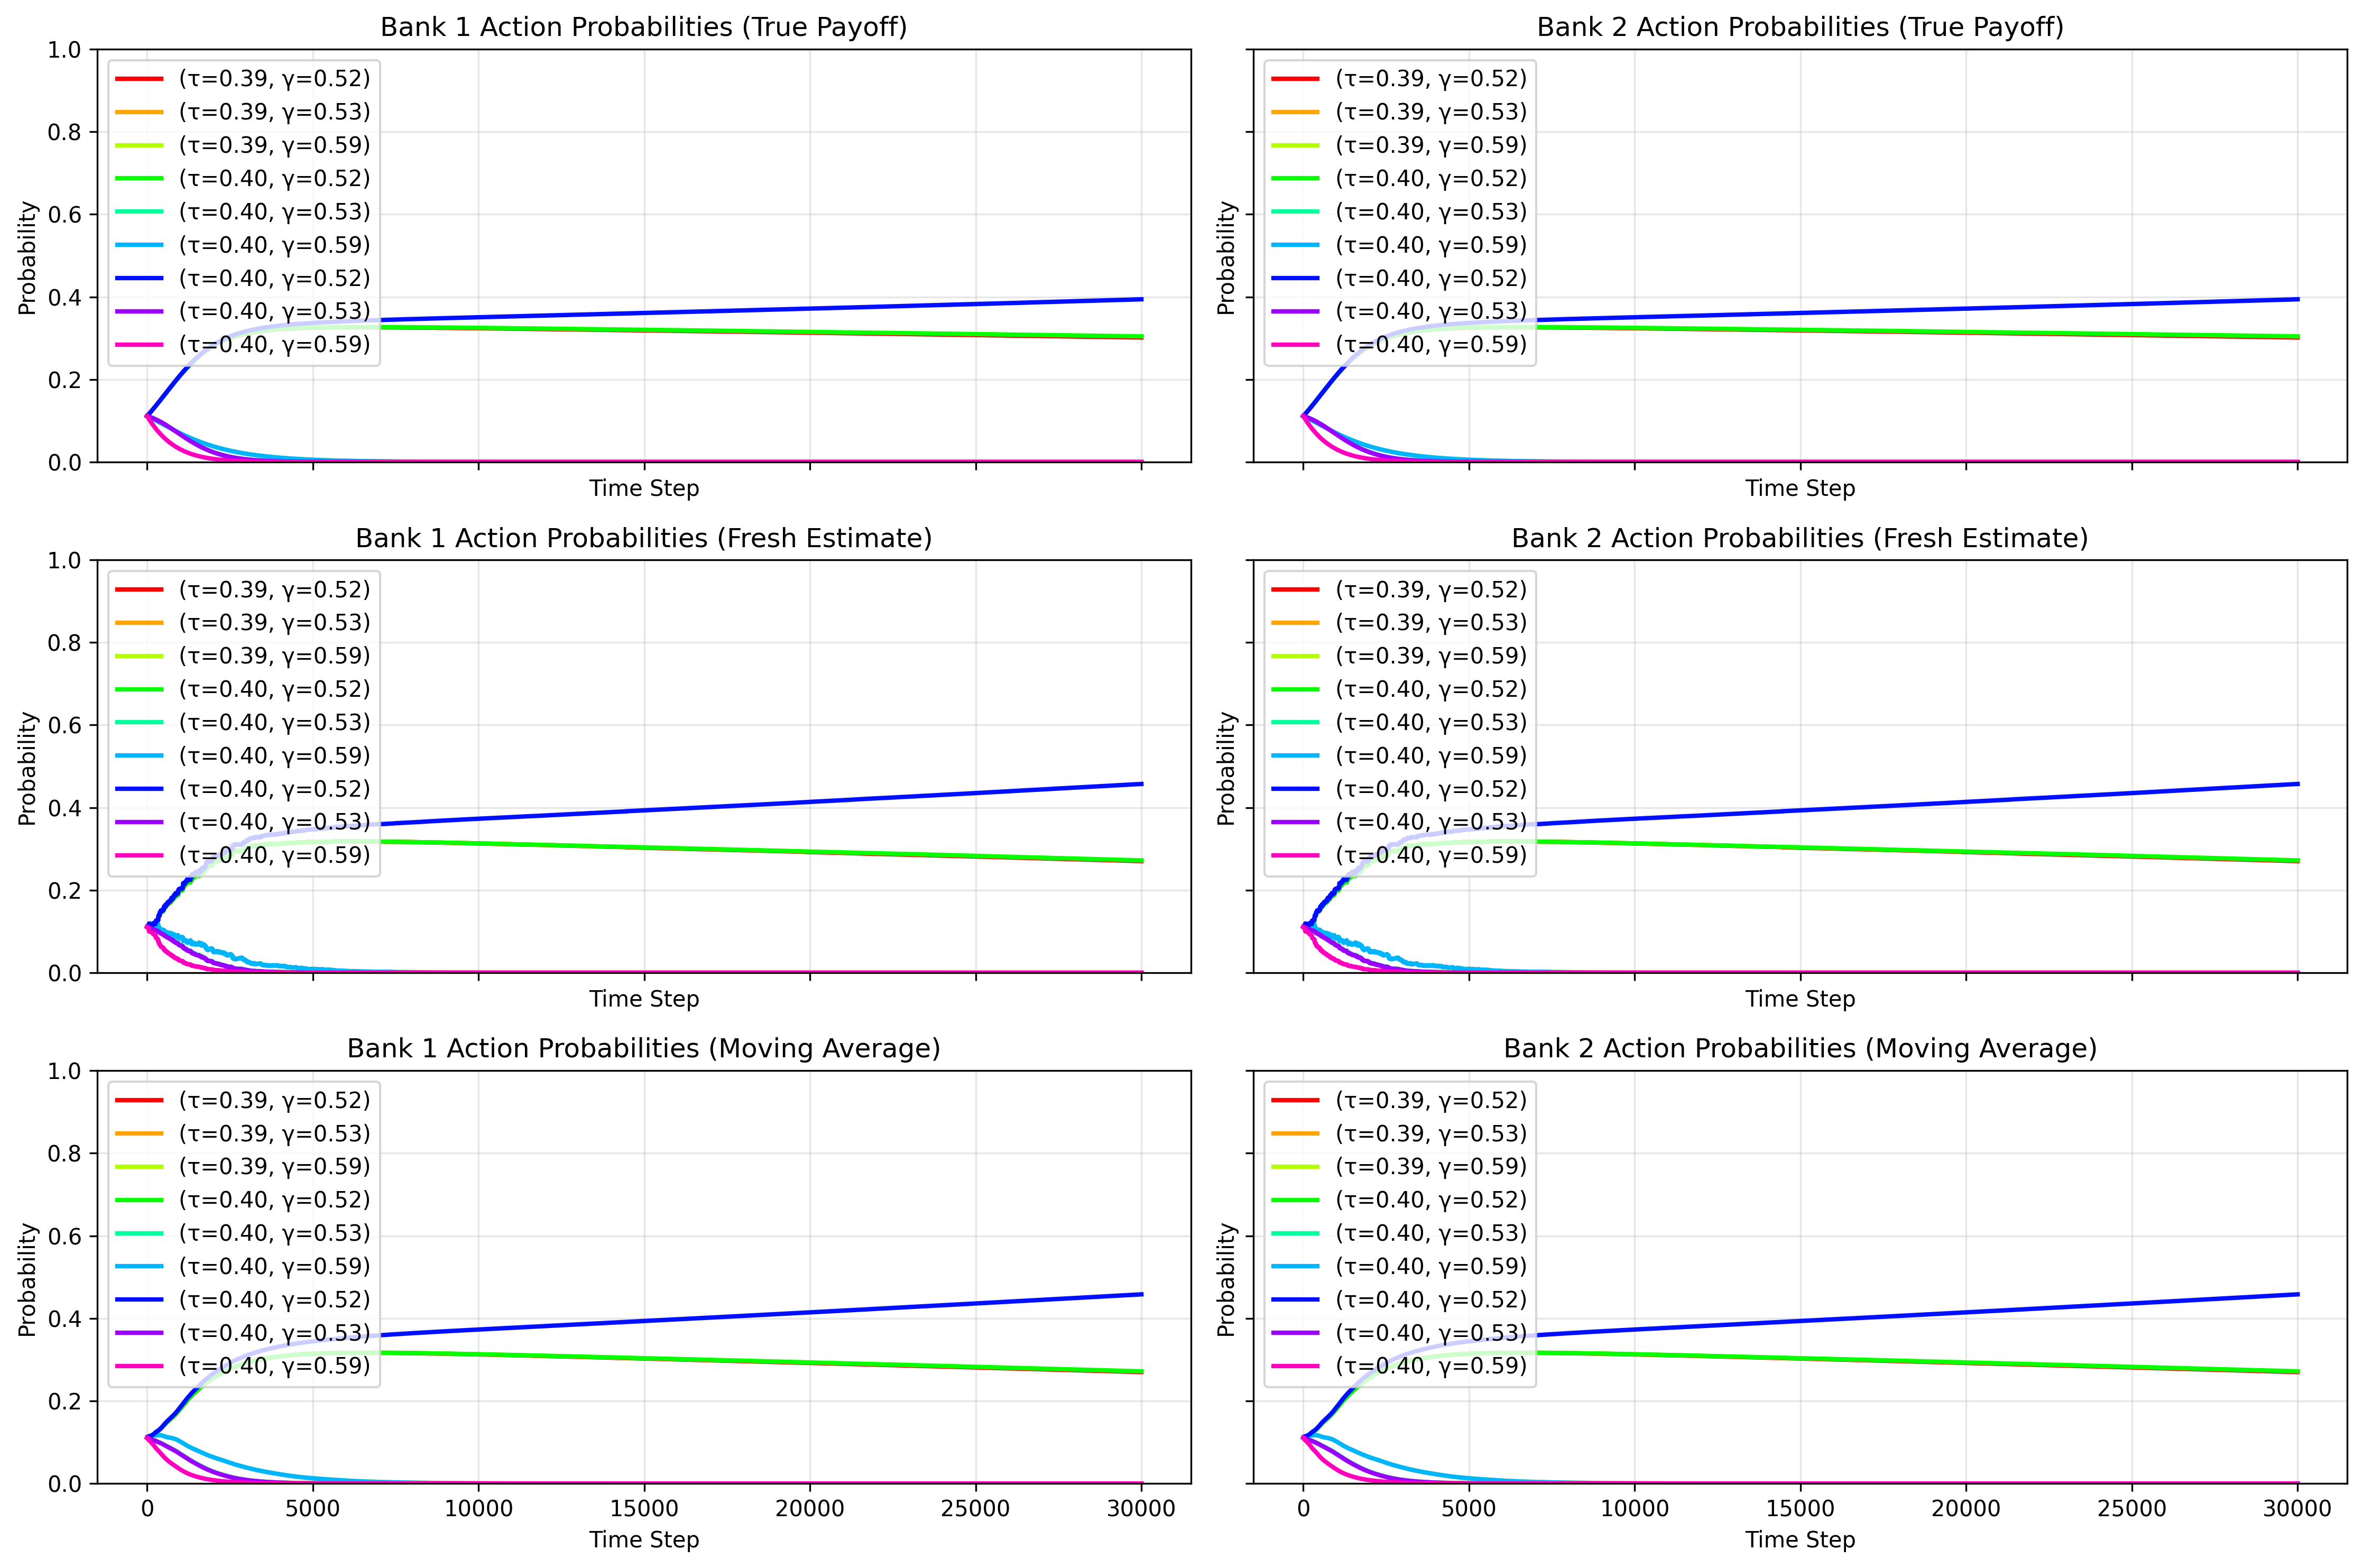 Bank 1 Action Probabilities (True Payoff)
1.0
0.8
0.6
0.4
0.2
0.0
Probability
(τ=0.39, γ=0.52)
(τ=0.39, γ=0.53)
(τ=0.39, γ=0.59)
(τ=0.40, γ=0.52)
(τ=0.40, γ=0.53)
(τ=0.40, γ=0.59)
(τ=0.40, γ=0.52)
(τ=0.40, γ=0.53)
(τ=0.40, γ=0.59)
Time Step
Bank 2 Action Probabilities (True Payoff)
Probability
(τ=0.39, γ=0.52)
(τ=0.39, γ=0.53)
(τ=0.39, γ=0.59)
(τ=0.40, γ=0.52)
(τ=0.40, γ=0.53)
(τ=0.40, γ=0.59)
(τ=0.40, γ=0.52)
(τ=0.40, γ=0.53)
(τ=0.40, γ=0.59)
Time Step
Bank 1 Action Probabilities (Fresh Estimate)
1.0
0.8
0.6
0.4
0.2
0.0
Probability
(τ=0.39, γ=0.52)
(τ=0.39, γ=0.53)
(τ=0.39, γ=0.59)
(τ=0.40, γ=0.52)
(τ=0.40, γ=0.53)
(τ=0.40, γ=0.59)
(τ=0.40, γ=0.52)
(τ=0.40, γ=0.53)
(τ=0.40, γ=0.59)
Time Step
Bank 2 Action Probabilities (Fresh Estimate)
Probability
(τ=0.39, γ=0.52)
(τ=0.39, γ=0.53)
(τ=0.39, γ=0.59)
(τ=0.40, γ=0.52)
(τ=0.40, γ=0.53)
(τ=0.40, γ=0.59)
(τ=0.40, γ=0.52)
(τ=0.40, γ=0.53)
(τ=0.40, γ=0.59)
Time Step
Bank 1 Action Probabilities (Moving Average)
1.0
0.8
0.6
0.4
0.2
0.0
Probability
(τ=0.39, γ=0.52)
(τ=0.39, γ=0.53)
(τ=0.39, γ=0.59)
(τ=0.40, γ=0.52)
(τ=0.40, γ=0.53)
(τ=0.40, γ=0.59)
(τ=0.40, γ=0.52)
(τ=0.40, γ=0.53)
(τ=0.40, γ=0.59)
0 5000 10000 15000 20000 25000 30000
Time Step
Bank 2 Action Probabilities (Moving Average)
Probability
(τ=0.39, γ=0.52)
(τ=0.39, γ=0.53)
(τ=0.39, γ=0.59)
(τ=0.40, γ=0.52)
(τ=0.40, γ=0.53)
(τ=0.40, γ=0.59)
(τ=0.40, γ=0.52)
(τ=0.40, γ=0.53)
(τ=0.40, γ=0.59)
0 5000 10000 15000 20000 25000 30000
Time Step